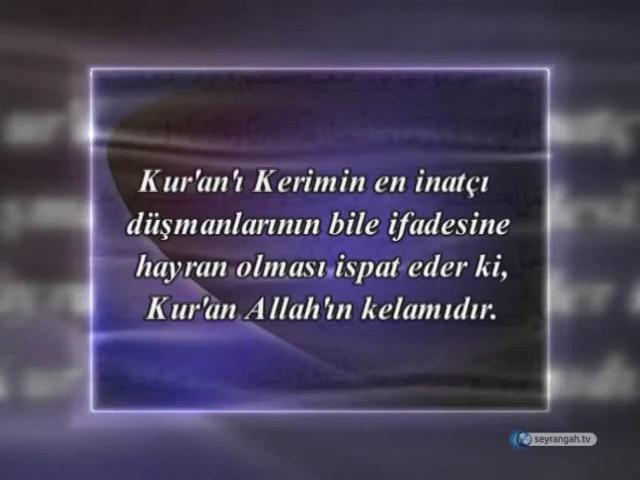 Kur'an'ı Kerimin en inatçı
düşmanlarının bile ifadesine
hayran olması ispat eder ki,
Kur'an Allah'ın kelamıdır.
seyrangah.tv